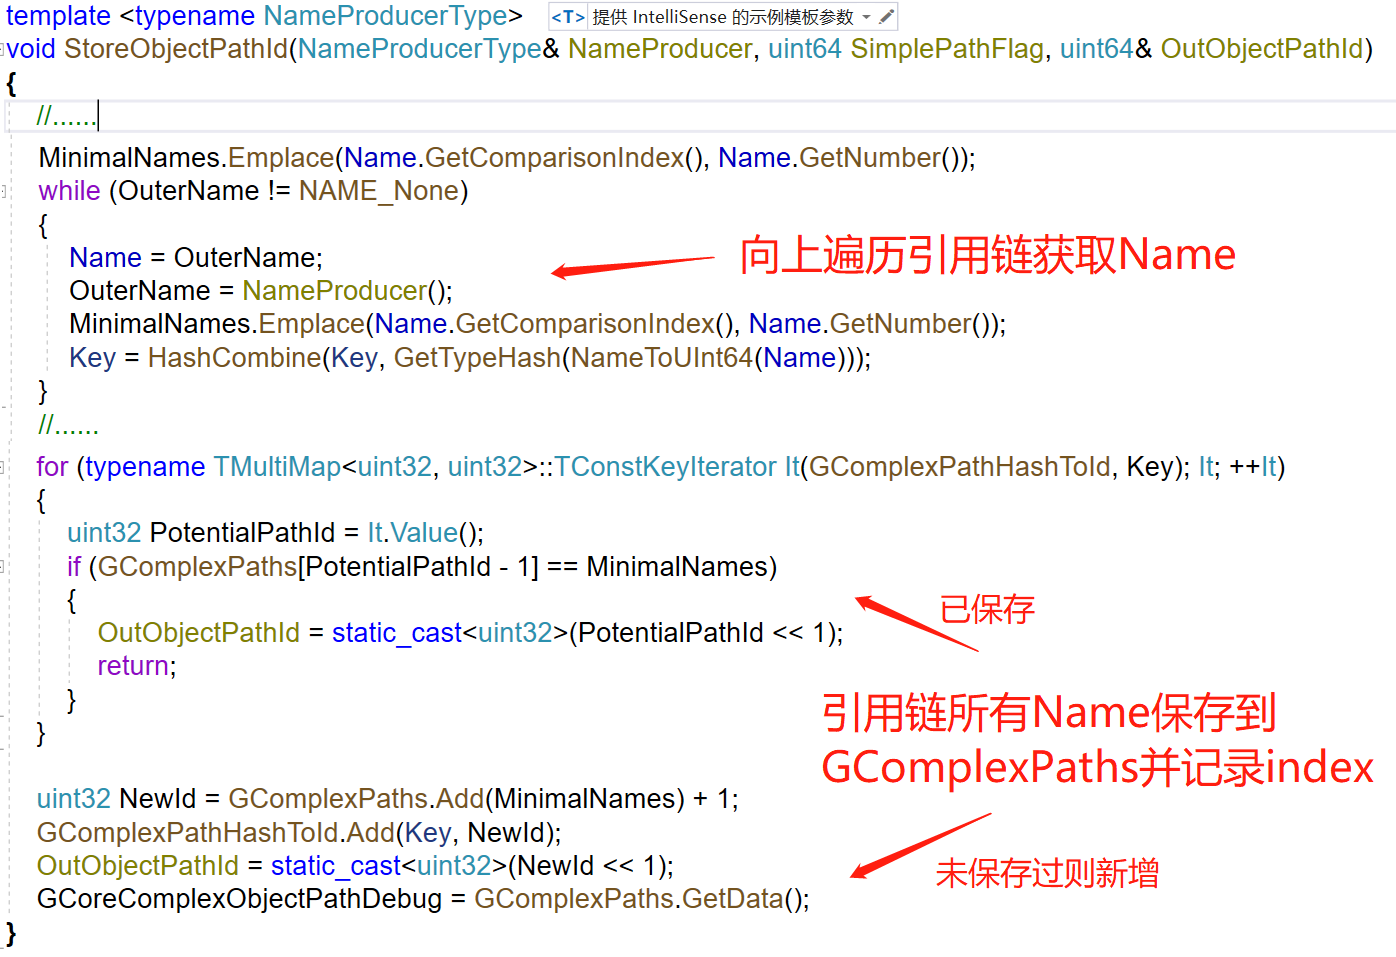 template <typename NameProducerType> <T> 提供 IntelliSense 的示例模板参数
void StoreObjectPathId(NameProducerType& NameProducer, uint64 SimplePathFlag, uint64& OutObjectPathId)
{
//......
MinimalNames.Emplace(Name.GetComparisonIndex(), Name.GetNumber());
while (OuterName != NAME_None)
{
Name = OuterName;
向上遍历引用链获取Name
OuterName = NameProducer();
MinimalNames.Emplace(Name.GetComparisonIndex(), Name.GetNumber());
Key = HashCombine(Key, GetTypeHash(NameToUInt64(Name)));
}
//......
for (typename TMultiMap<uint32, uint32>::TConstKeyIterator It(GComplexPathHashToId, Key); It; ++It)
{
uint32 PotentialPathId = It.Value();
if (GComplexPaths[PotentialPathId - 1] == MinimalNames)
{
已保存
OutObjectPathId = static_cast<uint32>(PotentialPathId << 1);
return;
}
}
引用链所有Name保存到
GComplexPaths并记录index
uint32 NewId = GComplexPaths.Add(MinimalNames) + 1;
GComplexPathHashToId.Add(Key, NewId);
OutObjectPathId = static_cast<uint32>(NewId << 1);
未保存过则新增
GCoreComplexObjectPathDebug = GComplexPaths.GetData();
}